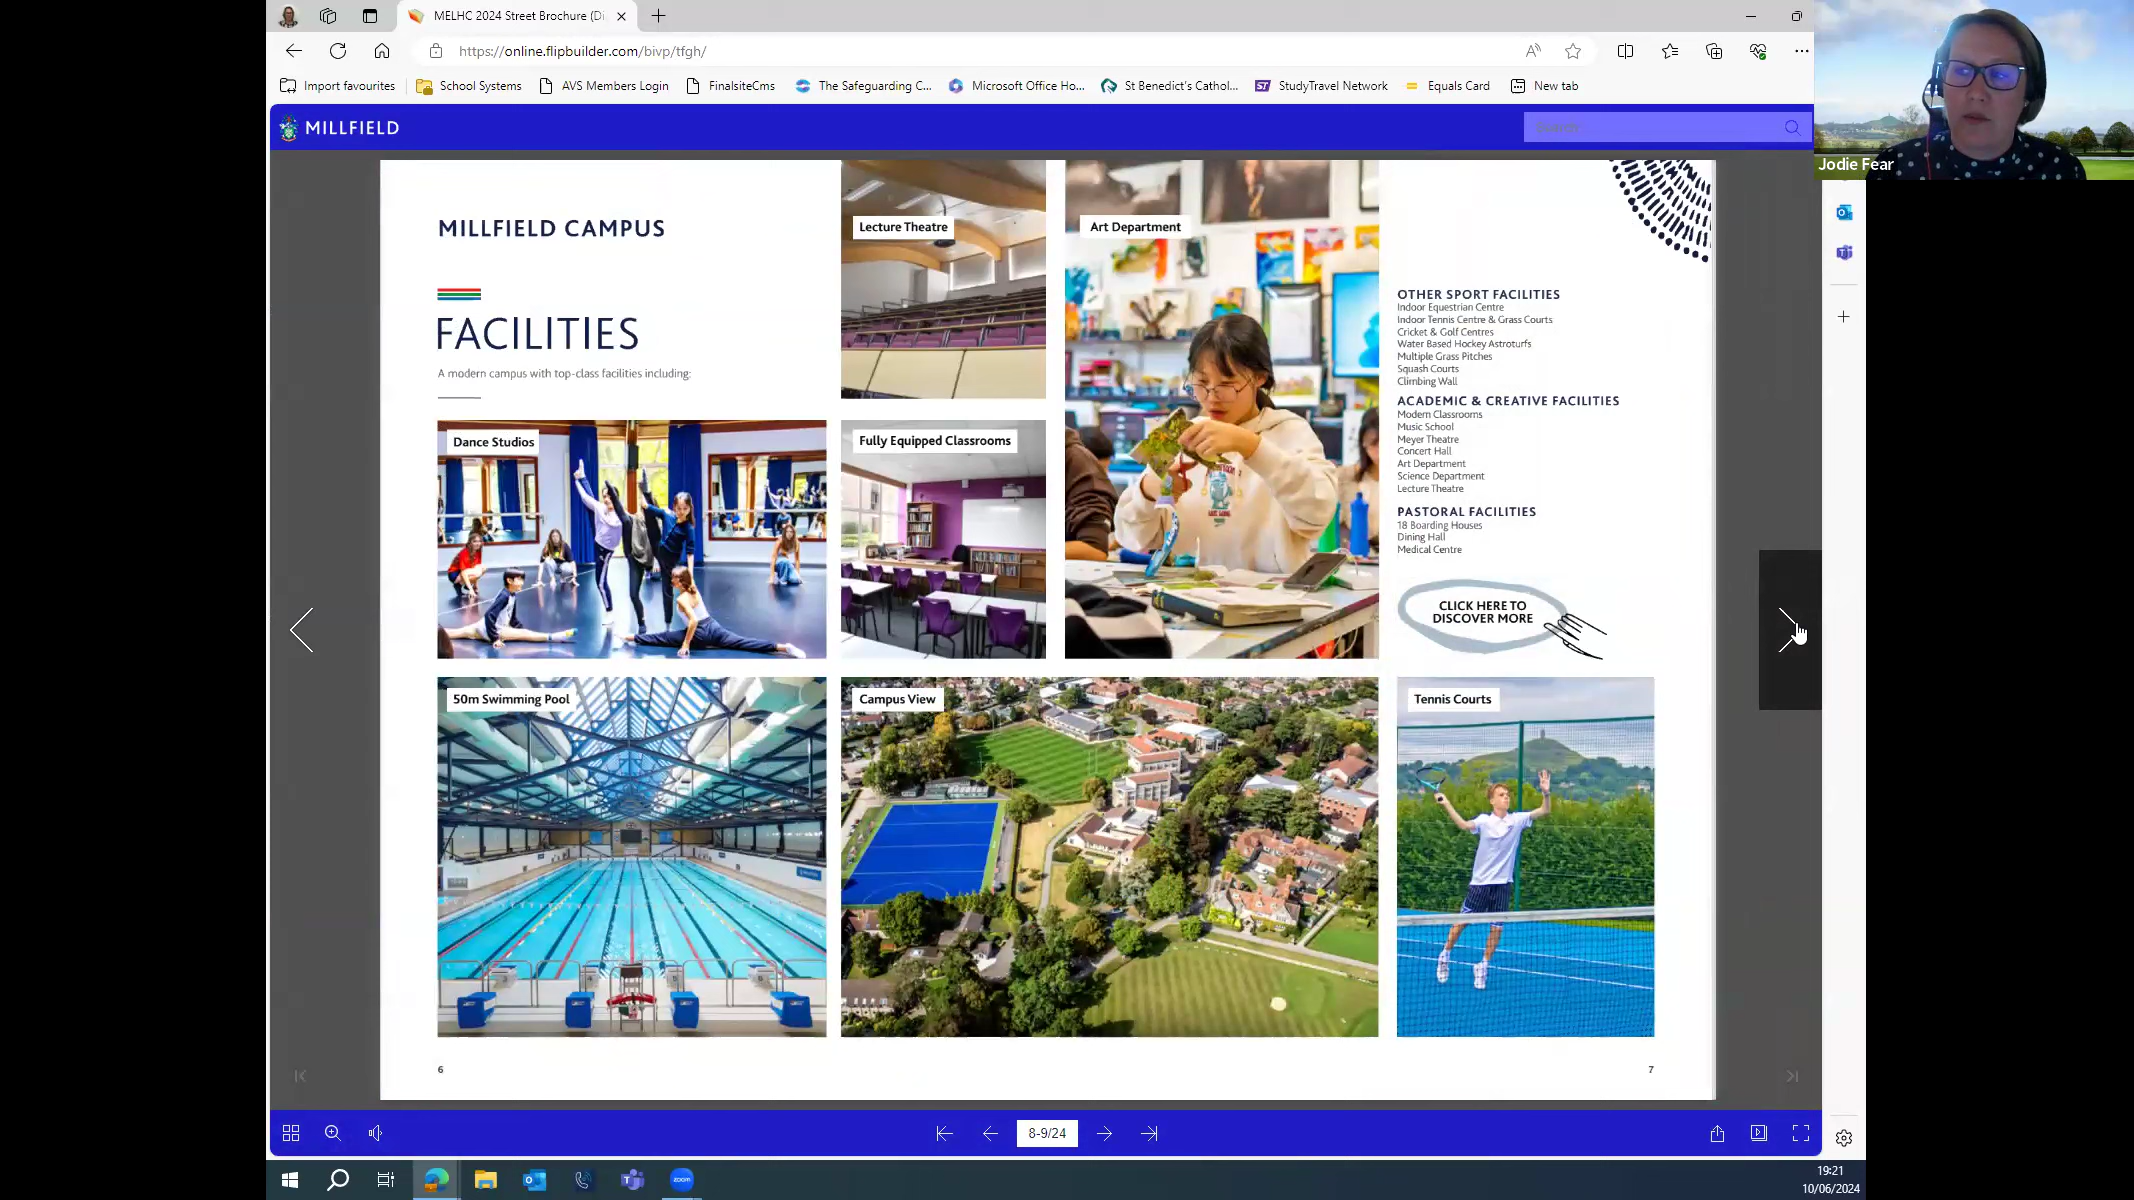 MELHC 2024 Street Brochure (Di
https://online.flipbuilder.com/bivp/tfgh/
Import favourites
School Systems
AVS Members Login
FinalsiteCms
The Safeguarding C...
Microsoft Office Ho...
St Benedict's Cathol...
StudyTravel Network
Equals Card
New tab
MILLFIELD
Search
Jodie Fear
MILLFIELD CAMPUS
FACILITIES
A modern campus with top-class facilities including:
Lecture Theatre
Art Department
Dance Studios
Fully Equipped Classrooms
OTHER SPORT FACILITIES
Indoor Equestrian Centre
Indoor Tennis Centre & Grass Courts
Cricket & Golf Centres
Water Based Hockey Astroturfs
Multiple Grass Pitches
Squash Courts
Climbing Wall
ACADEMIC & CREATIVE FACILITIES
Modern Classrooms
Music School
Meyer Theatre
Concert Hall
Art Department
Science Department
Lecture Theatre
PASTORAL FACILITIES
18 Boarding Houses
Dining Hall
Medical Centre
CLICK HERE TO
DISCOVER MORE
50m Swimming Pool
Campus View
Tennis Courts
6
7
8-9/24
zoom
19:21
10/06/2024